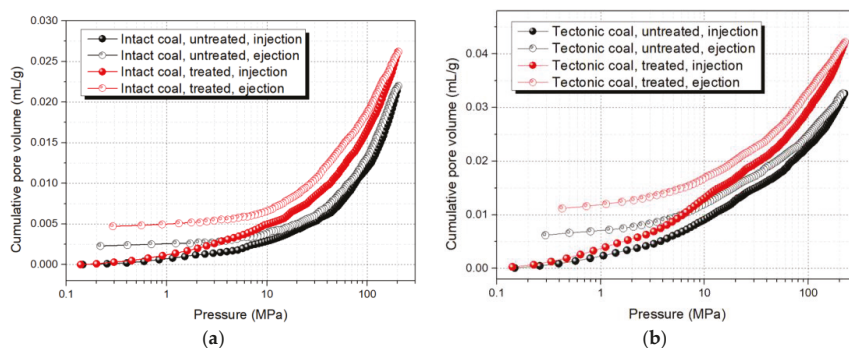 0.030
0.025
0.020
0.015
0.010
0.005
0.000
Cumulative pore volume (mL/g)
Intact coal, untreated, injection
Intact coal, untreated, ejection
Intact coal, treated, injection
Intact coal, treated, ejection
0.1
1
10
100
Pressure (MPa)
(a)
0.04
0.03
0.02
0.01
0.00
Cumulative pore volume (mL/g)
Tectonic coal, untreated, injection
Tectonic coal, untreated, ejection
Tectonic coal, treated, injection
Tectonic coal, treated, ejection
0.1
1
10
100
Pressure (MPa)
(b)